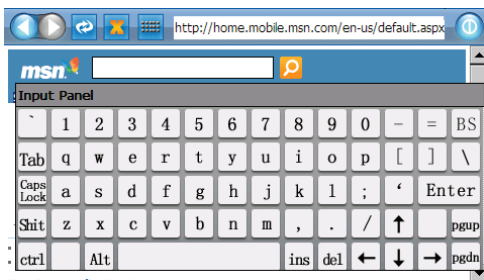 http://home.mobile.msn.com/en-us/default.aspx
msn
Input Panel
` 1 2 3 4 5 6 7 8 9 0 - = BS
Tab q w e r t y u i o p [ ] \
Caps Lock a s d f g h j k l ; ‘ Enter
Shit z x c v b n m , . / ↑ pgup
ctrl Alt ins del ← ↓ → pgdn